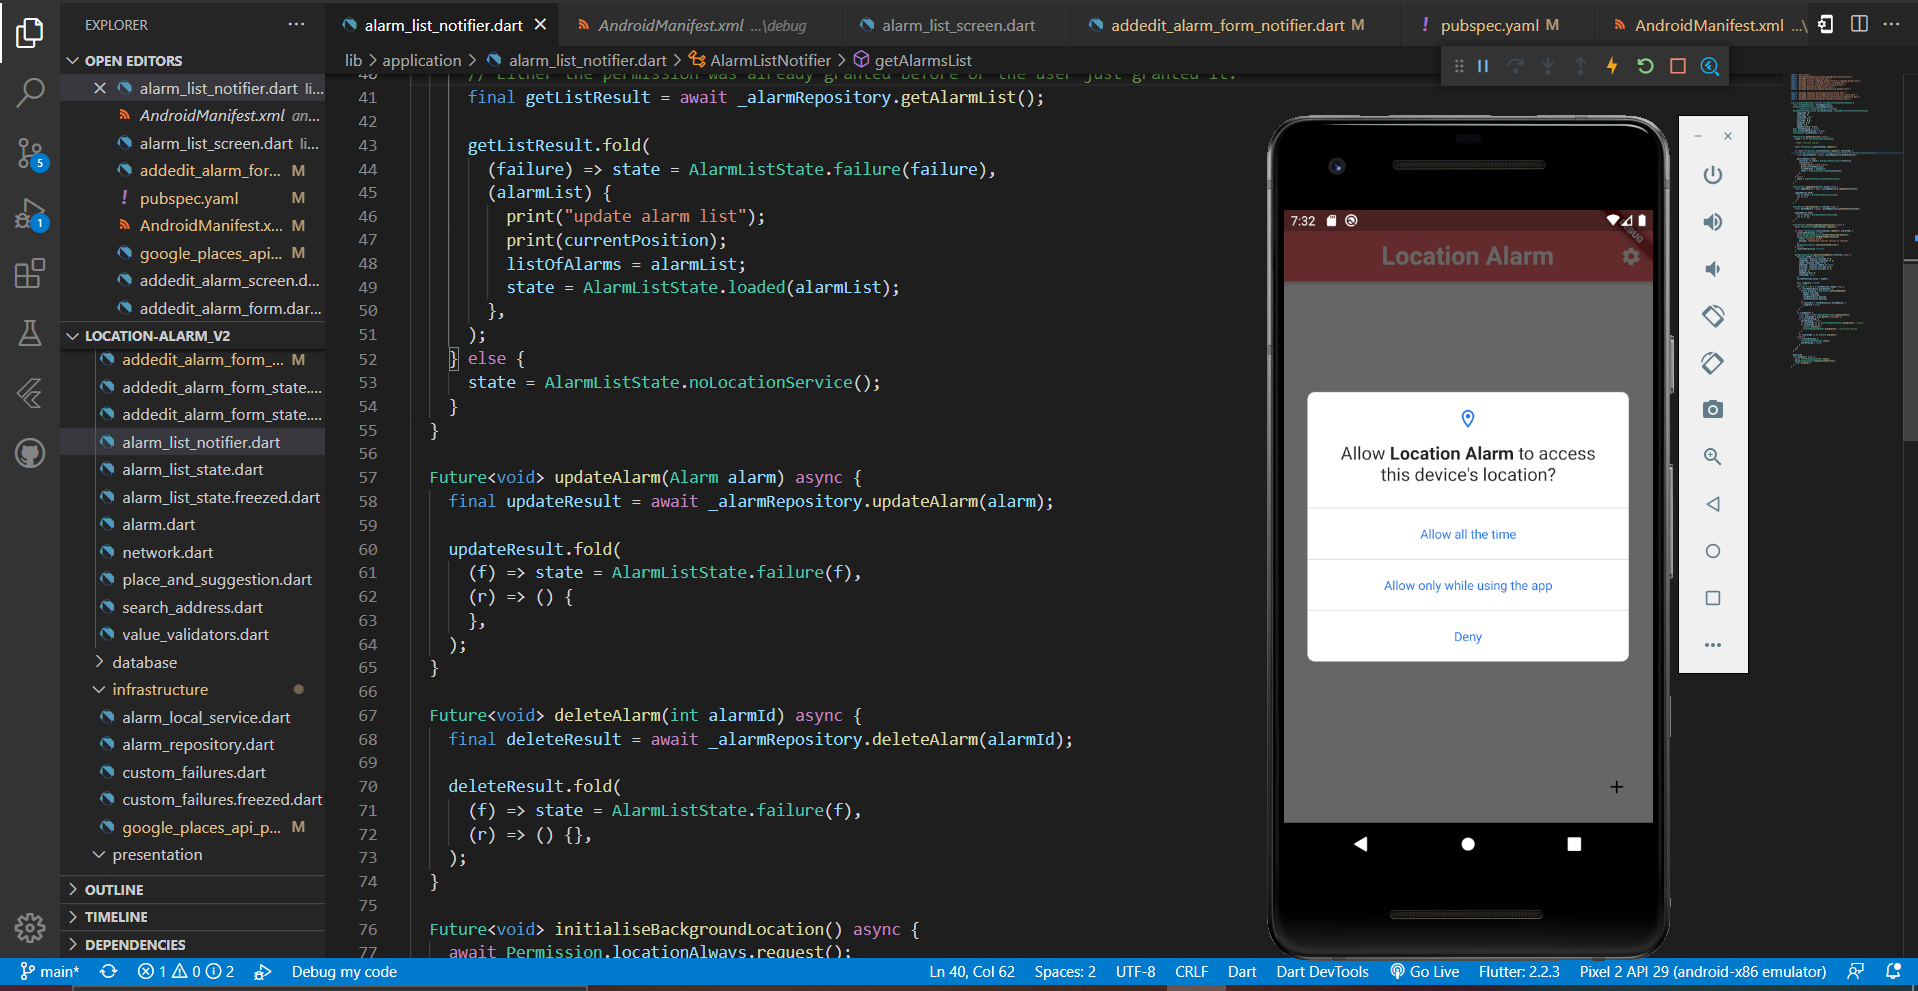 EXPLORER
OPEN EDITORS
alarm_list_notifier.dart li...
AndroidManifest.xml an...
alarm_list_screen.dart li...
addedit_alarm_for... M
! pubspec.yaml M
AndroidManifest.x... M
google_places_api... M
addedit_alarm_screen.d...
addedit_alarm_form.dar...
LOCATION-ALARM_V2
addedit_alarm_form_... M
addedit_alarm_form_state....
addedit_alarm_form_state....
alarm_list_notifier.dart
alarm_list_state.dart
alarm_list_state.freezed.dart
alarm.dart
network.dart
place_and_suggestion.dart
search_address.dart
value_validators.dart
database
infrastructure
alarm_local_service.dart
alarm_repository.dart
custom_failures.dart
custom_failures.freezed.dart
google_places_api_p... M
presentation
OUTLINE
TIMELINE
DEPENDENCIES
5
1
alarm_list_notifier.dart
AndroidManifest.xml ...\debug
alarm_list_screen.dart
addedit_alarm_form_notifier.dart M
! pubspec.yaml M
AndroidManifest.xml ...\
lib > application > alarm_list_notifier.dart > AlarmListNotifier > getAlarmsList
40 // Either the permission was already granted before or the user just granted it.
41 final getListResult = await _alarmRepository.getAlarmList();
42
43 getListResult.fold(
44 (failure) => state = AlarmListState.failure(failure),
45 (alarmList) {
46 print("update alarm list");
47 print(currentPosition);
48 listOfAlarms = alarmList;
49 state = AlarmListState.loaded(alarmList);
50 },
51 );
52 } else {
53 state = AlarmListState.noLocationService();
54 }
55 }
56
57 Future<void> updateAlarm(Alarm alarm) async {
58 final updateResult = await _alarmRepository.updateAlarm(alarm);
59
60 updateResult.fold(
61 (f) => state = AlarmListState.failure(f),
62 (r) => () {
63 },
64 );
65 }
66
67 Future<void> deleteAlarm(int alarmId) async {
68 final deleteResult = await _alarmRepository.deleteAlarm(alarmId);
69
70 deleteResult.fold(
71 (f) => state = AlarmListState.failure(f),
72 (r) => () {},
73 );
74 }
75
76 Future<void> initialiseBackgroundLocation() async {
77 await Permission.locationAlways.request();
7:32
DEBUG
Location Alarm
Allow Location Alarm to access
this device's location?
Allow all the time
Allow only while using the app
Deny
main* 1 0 2 Debug my code
Ln 40, Col 62 Spaces: 2 UTF-8 CRLF Dart Dart DevTools Go Live Flutter: 2.2.3 Pixel 2 API 29 (android-x86 emulator)